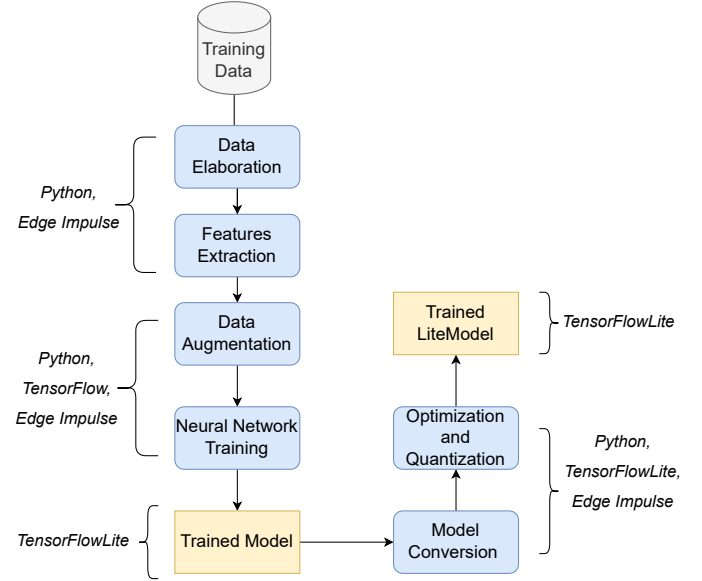 Training
Data
Data
Elaboration
Python,
Edge Impulse
Features
Extraction
Data
Augmentation
Python,
TensorFlow,
Edge Impulse
Neural Network
Training
TensorFlowLite
Trained Model
Model
Conversion
Optimization
and
Quantization
Python,
TensorFlowLite,
Edge Impulse
Trained
LiteModel
TensorFlowLite